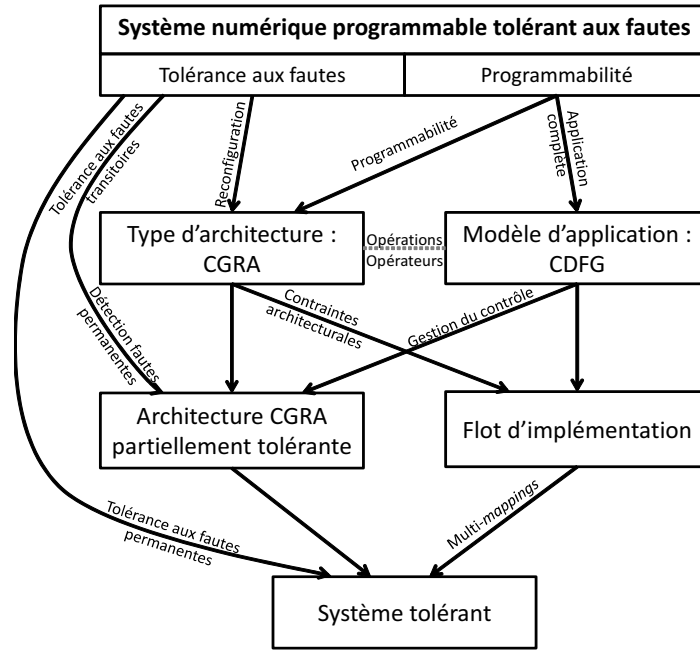 Système numérique programmable tolérant aux fautes
Tolérance aux fautes
Programmabilité
Tolérance aux fautes
transitoires
Reconfiguration
Programmabilité
Application
complète
Type d'architecture :
CGRA
Opérations
Opérateurs
Modèle d'application :
CDFG
Détection fautes
permanentes
Contraintes
architecturales
Gestion du contrôle
Architecture CGRA
partiellement tolérante
Flot d'implémentation
Tolérance aux fautes
permanentes
Multi-mappings
Système tolérant